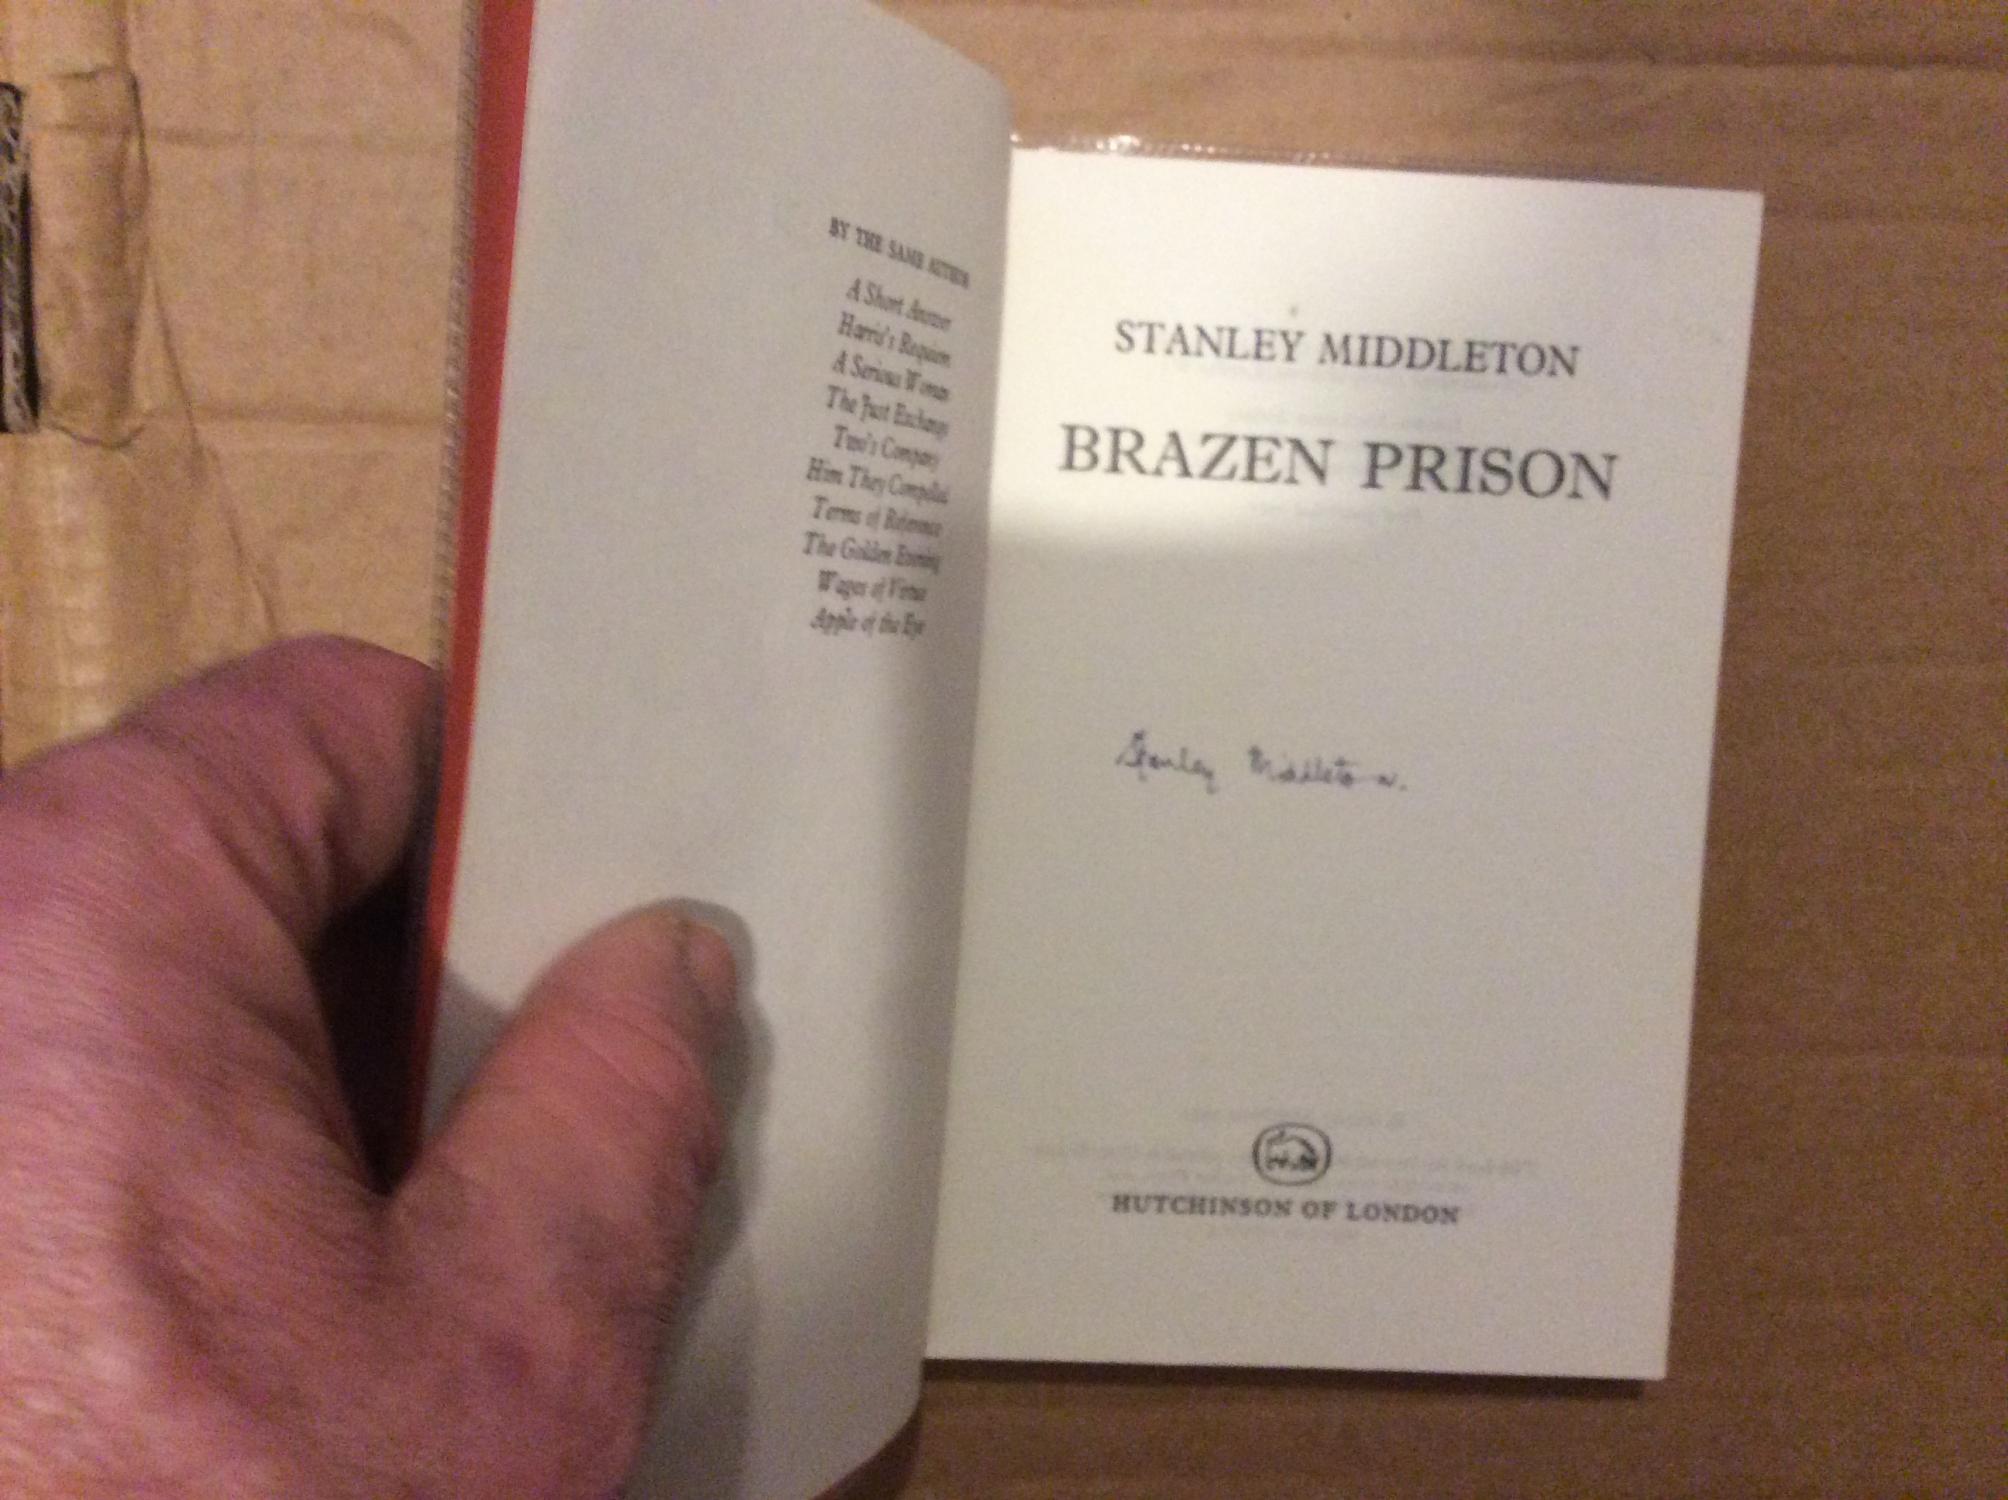 BY THE SAME AUTHOR
A Short Answer
Harris's Requiem
A Serious Woman
The Just Exchange
Two's Company
Him They Compelled
Terms of Reference
The Golden Evening
Wages of Virtue
Apple of the Eye
STANLEY MIDDLETON
BRAZEN PRISON
Stanley Middleton.
HUTCHINSON OF LONDON